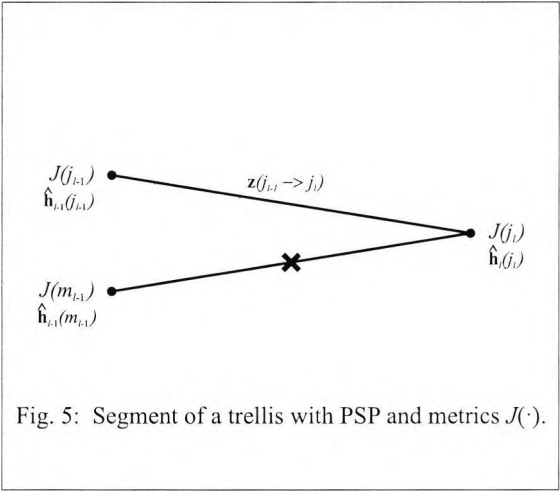 J(j_{l-1})
ĥ_{l-1}(j_{l-1})
z(j_{l-1} -> j_l)
J(j_l)
ĥ_l(j_l)
J(m_{l-1})
ĥ_{l-1}(m_{l-1})
Fig. 5: Segment of a trellis with PSP and metrics J(·).